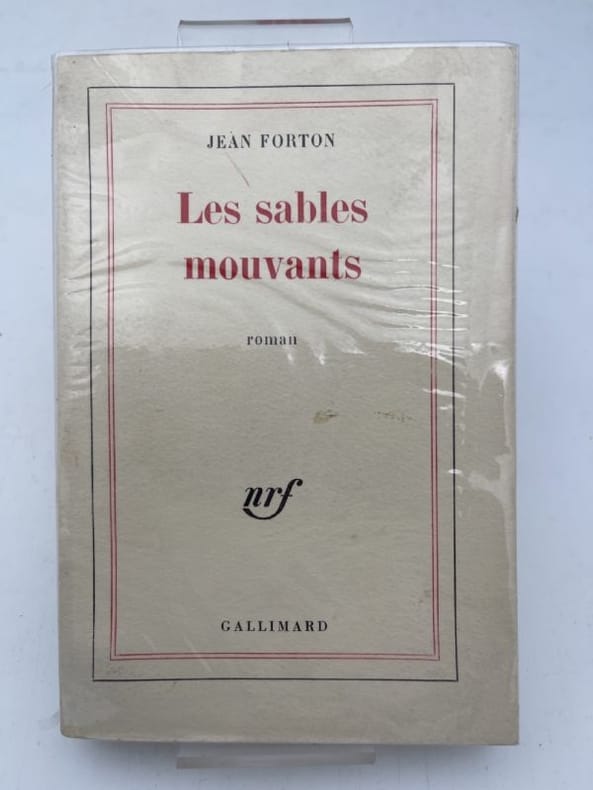 JEAN FORTON
Les sables
mouvants
roman
nrf
GALLIMARD